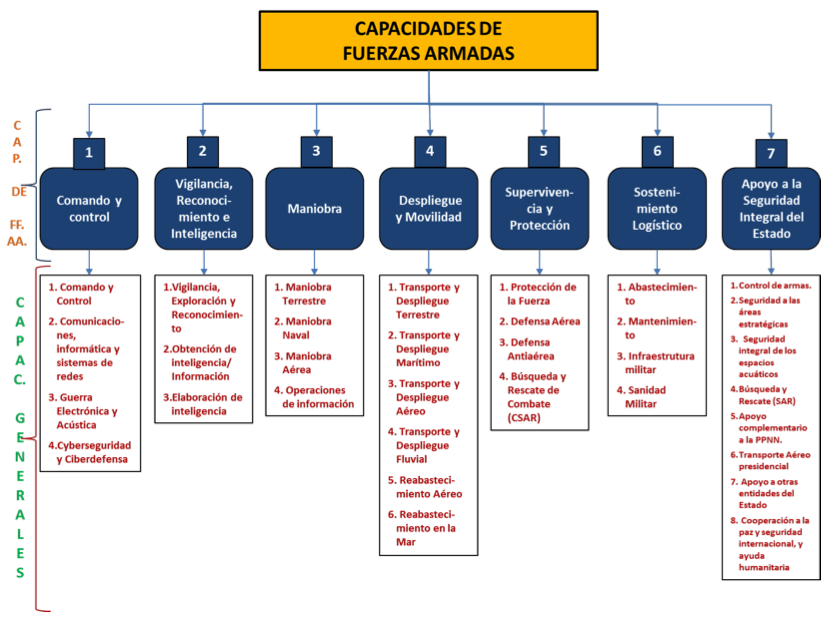 CAPACIDADES DE
FUERZAS ARMADAS
C
A
P.
DE
FF.
AA.
1
Comando y
control
2
Vigilancia,
Reconoci-
miento e
Inteligencia
3
Maniobra
4
Despliegue
y Movilidad
5
Superviven-
cia y
Protección
6
Sosteni-
miento
Logístico
7
Apoyo a la
Seguridad
Integral del
Estado
C
A
P
A
C.
G
E
N
E
R
A
L
E
S
1. Comando y
Control
2. Comunicacio-
nes,
informática y
sistemas de
redes
3. Guerra
Electrónica y
Acústica
4.Cyberseguridad
y Ciberdefensa
1.Vigilancia,
Exploración y
Reconocimien-
to
2.Obtención de
inteligencia/
Información
3.Elaboración de
inteligencia
1. Maniobra
Terrestre
2. Maniobra
Naval
3. Maniobra
Aérea
4. Operaciones
de información
1. Transporte y
Despliegue
Terrestre
2. Transporte y
Despliegue
Marítimo
3. Transporte y
Despliegue
Aéreo
4. Transporte y
Despliegue
Fluvial
5. Reabasteci-
miento Aéreo
6. Reabasteci-
miento en la
Mar
1. Protección de
la Fuerza
2. Defensa Aérea
3. Defensa
Antiaérea
4. Búsqueda y
Rescate de
Combate
(CSAR)
1. Abastecimien-
to
2. Mantenimien-
to
3. Infraestrutura
militar
4. Sanidad
Militar
1.Control de armas.
2.Seguridad a las
áreas
estratégicas
3. Seguridad
integral de los
espacios
acuáticos
4.Búsqueda y
Rescate (SAR)
5.Apoyo
complementario
a la PPNN.
6.Transporte Aéreo
presidencial
7. Apoyo a otras
entidades del
Estado
8. Cooperación a la
paz y seguridad
internacional, y
ayuda
humanitaria